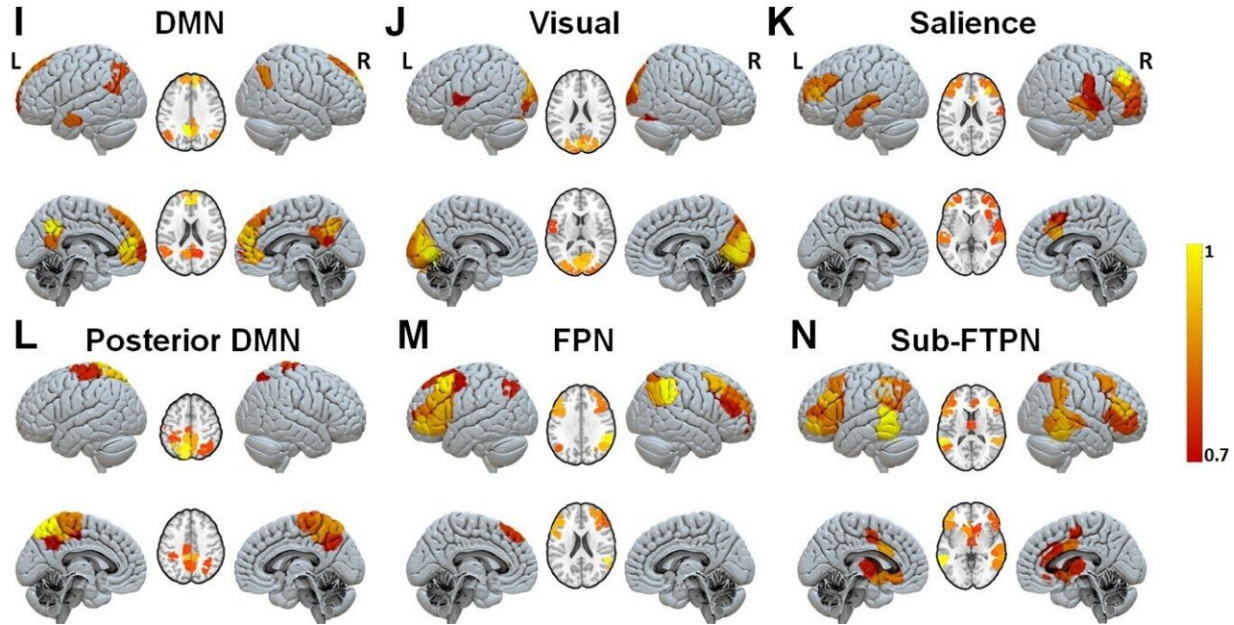 I DMN J Visual K Salience
L R L R L R
1
0.7
L Posterior DMN M FPN N Sub-FTPN